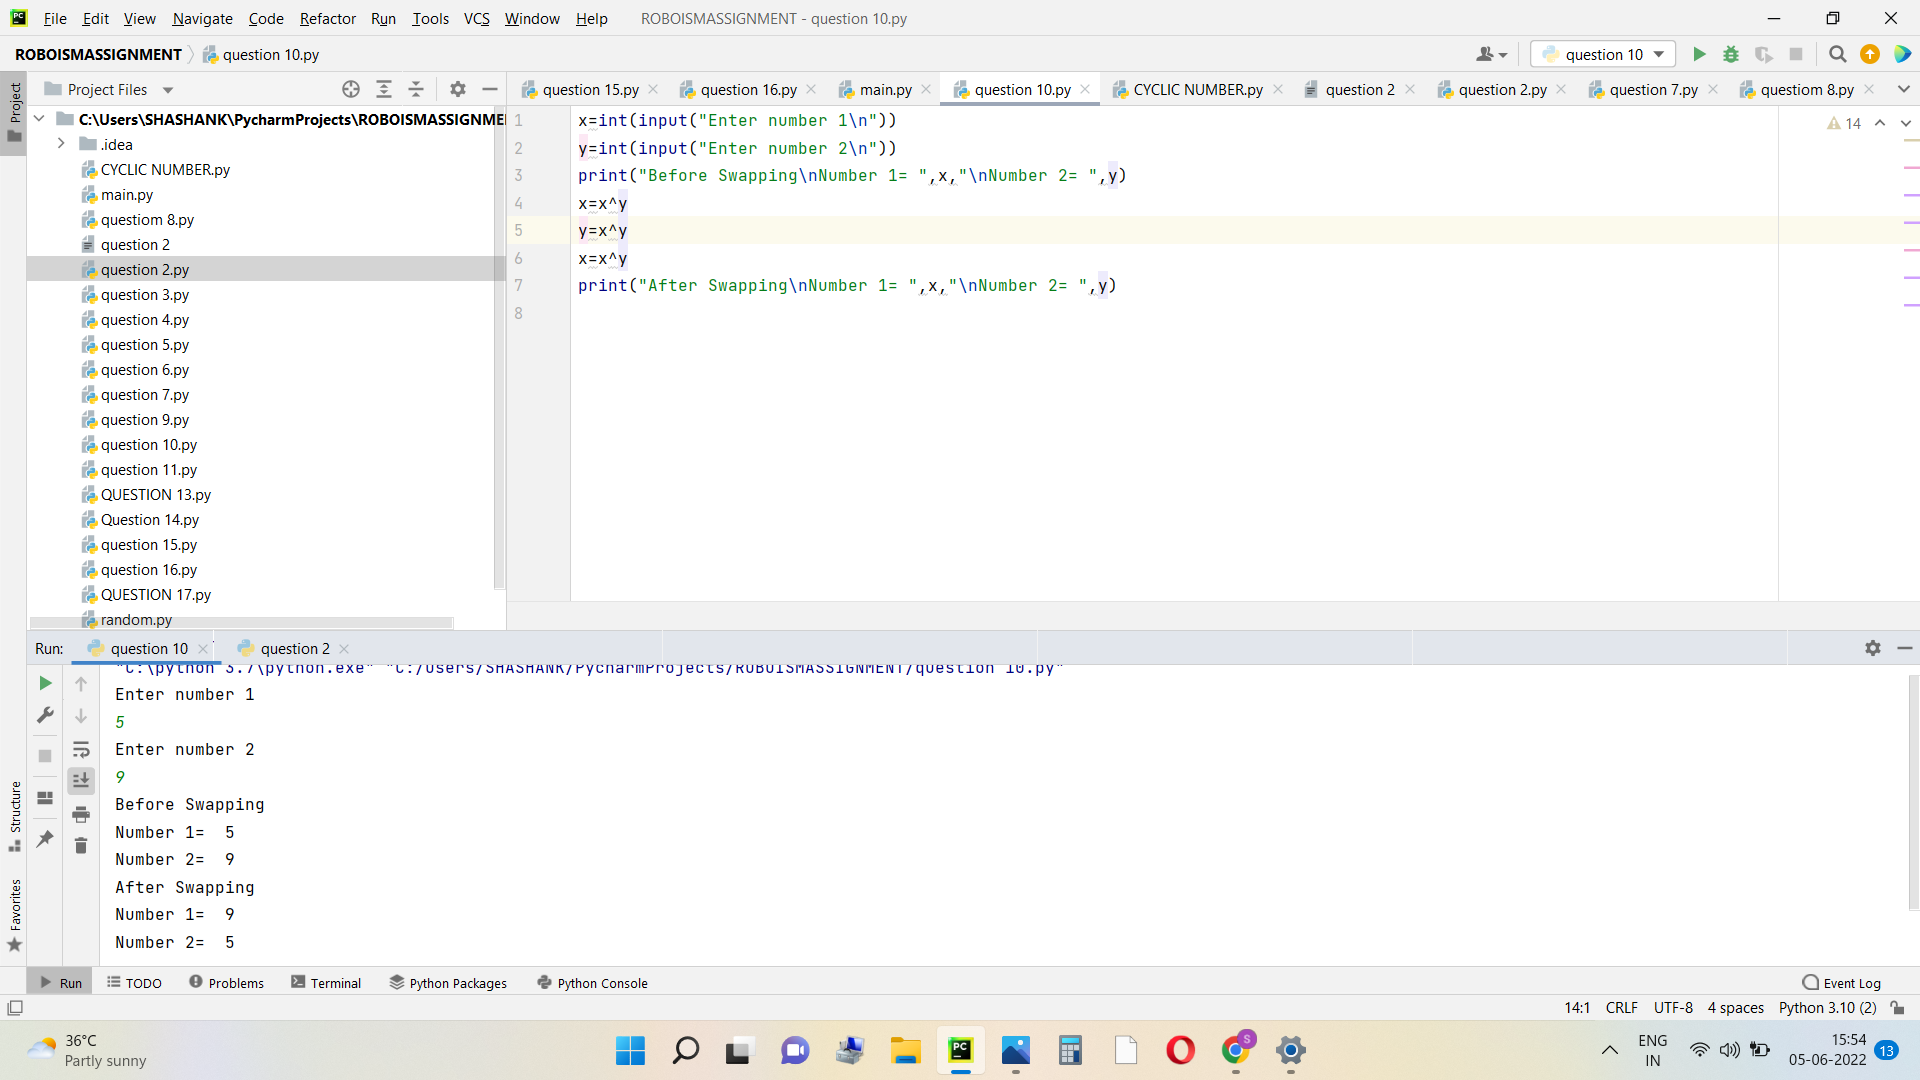 File Edit View Navigate Code Refactor Run Tools VCS Window Help ROBOISMASSIGNMENT - question 10.py
ROBOISMASSIGNMENT question 10.py question 10
Project Files question 15.py question 16.py main.py question 10.py CYCLIC NUMBER.py question 2 question 2.py question 7.py questiom 8.py
Project
C:\Users\SHASHANK\PycharmProjects\ROBOISMASSIGNME
.idea
CYCLIC NUMBER.py
main.py
questiom 8.py
question 2
question 2.py
question 3.py
question 4.py
question 5.py
question 6.py
question 7.py
question 9.py
question 10.py
question 11.py
QUESTION 13.py
Question 14.py
question 15.py
question 16.py
QUESTION 17.py
random.py
1 x=int(input("Enter number 1\n"))
2 y=int(input("Enter number 2\n"))
3 print("Before Swapping\nNumber 1= ",x,"\nNumber 2= ",y)
4 x=x^y
5 y=x^y
6 x=x^y
7 print("After Swapping\nNumber 1= ",x,"\nNumber 2= ",y)
8
14
Run: question 10 question 2
"C:\python 3.7\python.exe" "C:/Users/SHASHANK/PycharmProjects/ROBOISMASSIGNMENT/question 10.py"
Enter number 1
5
Enter number 2
9
Before Swapping
Number 1=  5
Number 2=  9
After Swapping
Number 1=  9
Number 2=  5
Structure
Favorites
Run TODO Problems Terminal Python Packages Python Console Event Log
14:1 CRLF UTF-8 4 spaces Python 3.10 (2)
36°C
Partly sunny
PC
S
ENG
IN
15:54
05-06-2022
13